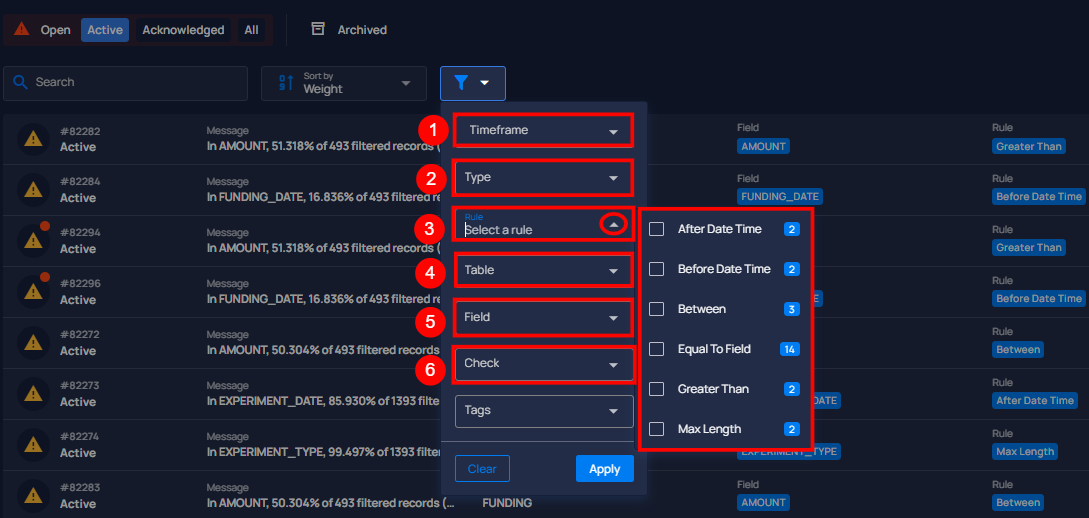 Open Active Acknowledged All Archived
Search
Sort by
Weight
1 Timeframe
2 Type
3 Rule
Select a rule
4 Table
5 Field
6 Check
Tags
Clear Apply
After Date Time 2
Before Date Time 2
Between 3
Equal To Field 14
Greater Than 2
Max Length 2
#82282 Message Field Rule
Active In AMOUNT, 51.318% of 493 filtered records ( AMOUNT Greater Than
#82284 Message Field Rule
Active In FUNDING_DATE, 16.836% of 493 filtered re FUNDING_DATE Before Date Time
#82294 Message Rule
Active In AMOUNT, 51.318% of 493 filtered records ( Greater Than
#82296 Message Rule
Active In FUNDING_DATE, 16.836% of 493 filtered re Before Date Time
#82272 Message Rule
Active In AMOUNT, 50.304% of 493 filtered records ( Between
#82273 Message Rule
Active In EXPERIMENT_DATE, 85.930% of 1393 filte After Date Time
#82274 Message Rule
Active In EXPERIMENT_TYPE, 99.497% of 1393 filter EXPERIMENT_TYPE Max Length
#82283 Message Field Rule
Active In AMOUNT, 50.304% of 493 filtered records (... FUNDING AMOUNT Between